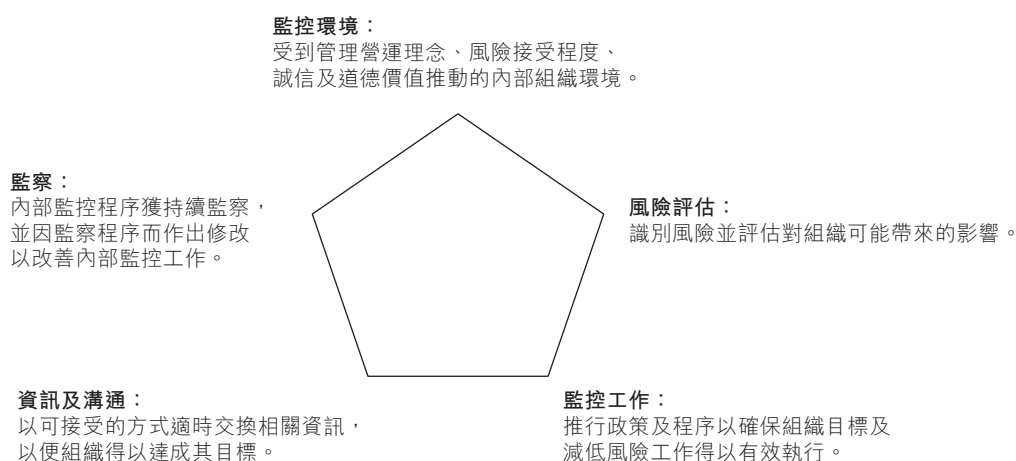 監控環境：
受到管理營運理念、風險接受程度、
誠信及道德價值推動的內部組織環境。
監察：
內部監控程序獲持續監察，
並因監察程序而作出修改
以改善內部監控工作。
風險評估：
識別風險並評估對組織可能帶來的影響。
資訊及溝通：
以可接受的方式適時交換相關資訊，
以便組織得以達成其目標。
監控工作：
推行政策及程序以確保組織目標及
減低風險工作得以有效執行。